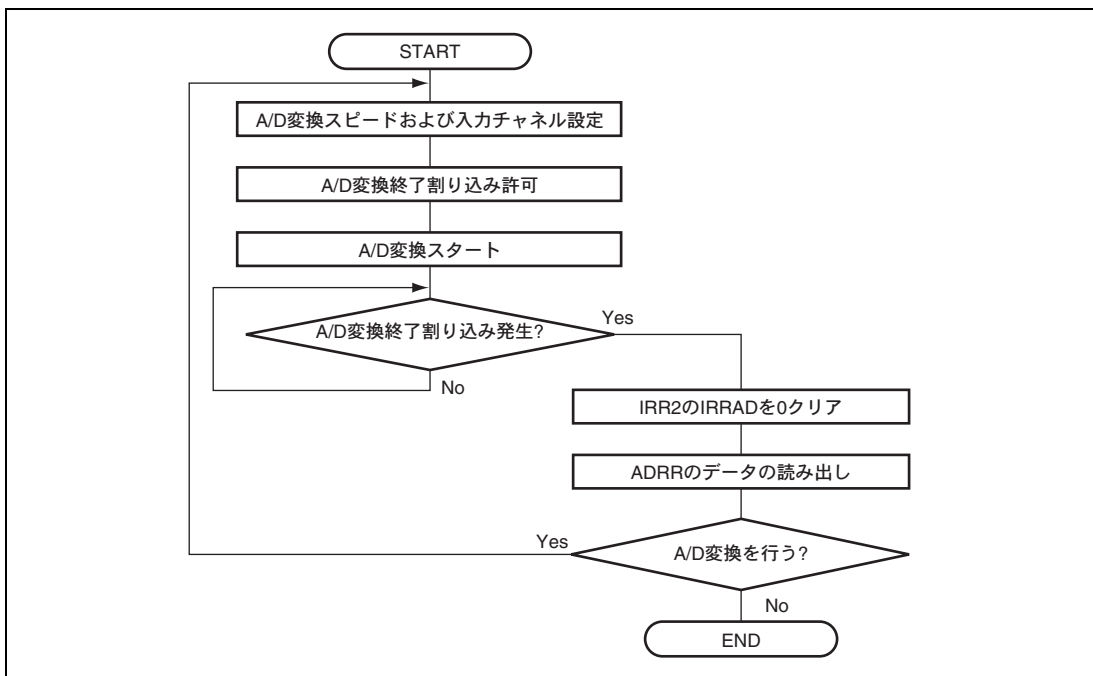 START
A/D変換スピードおよび入力チャネル設定
A/D変換終了割り込み許可
A/D変換スタート
A/D変換終了割り込み発生?
Yes
No
IRR2のIRRADを0クリア
ADRRのデータの読み出し
Yes
A/D変換を行う?
No
END